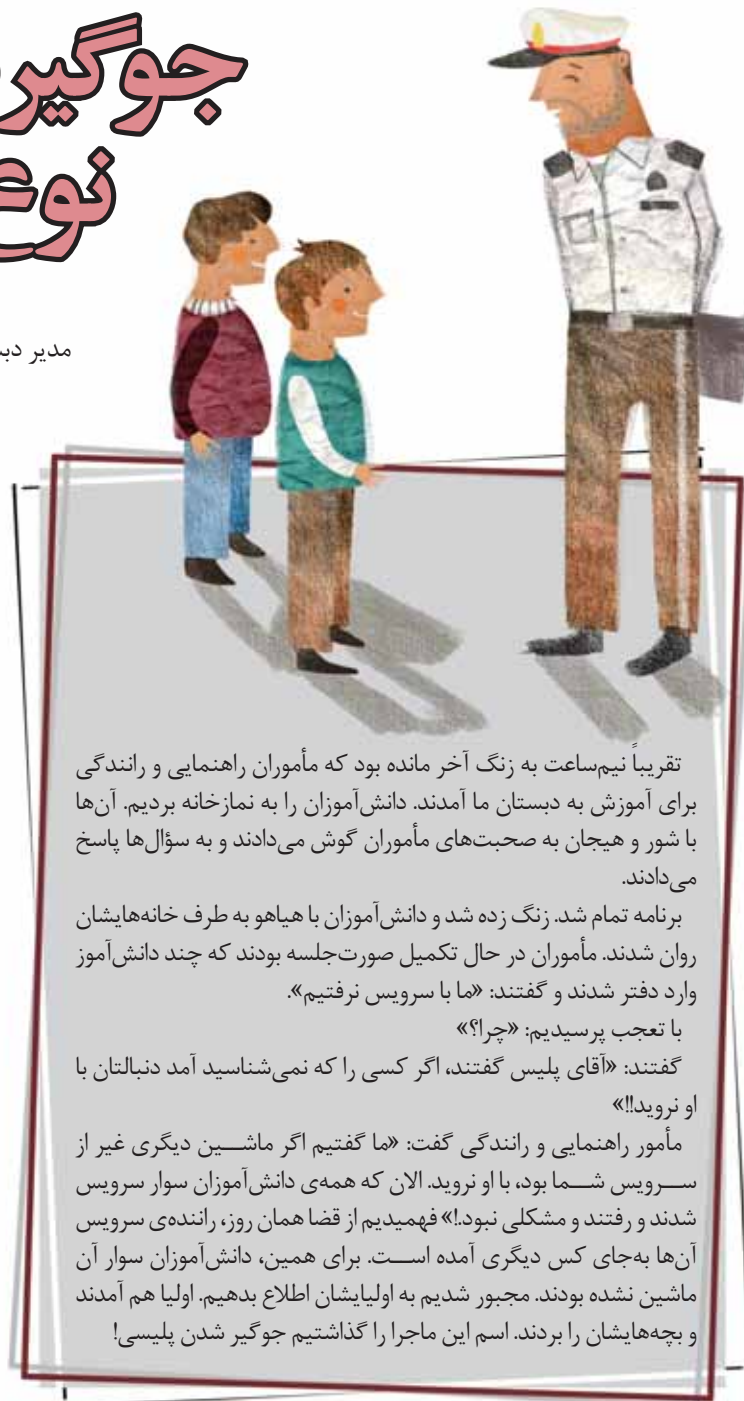 جوگیر
نوع
مدیر
تقریباً نیم‌ساعت به زنگ آخر مانده بود که مأموران راهنمایی و رانندگی
برای آموزش به دبستان ما آمدند. دانش‌آموزان را به نمازخانه بردیم. آن‌ها
با شور و هیجان به صحبت‌های مأموران گوش می‌دادند و به سؤال‌ها پاسخ
می‌دادند.
برنامه تمام شد. زنگ زده شد و دانش‌آموزان با هیاهو به طرف خانه‌هایشان
روان شدند. مأموران در حال تکمیل صورت‌جلسه بودند که چند دانش‌آموز
وارد دفتر شدند و گفتند: «ما با سرویس نرفتیم».
با تعجب پرسیدیم: «چرا؟»
گفتند: «آقای پلیس گفتند، اگر کسی را که نمی‌شناسید آمد دنبالتان با
او نروید!!»
مأمور راهنمایی و رانندگی گفت: «ما گفتیم اگر ماشین دیگری غیر از
سرویس شما بود، با او نروید. الان که همه‌ی دانش‌آموزان سوار سرویس
شدند و رفتند و مشکلی نبود.!» فهمیدیم از قضا همان روز، راننده‌ی سرویس
آن‌ها به‌جای کس دیگری آمده است. برای همین، دانش‌آموزان سوار آن
ماشین نشده بودند. مجبور شدیم به اولیایشان اطلاع بدهیم. اولیا هم آمدند
و بچه‌هایشان را بردند. اسم این ماجرا را گذاشتیم جوگیر شدن پلیسی!